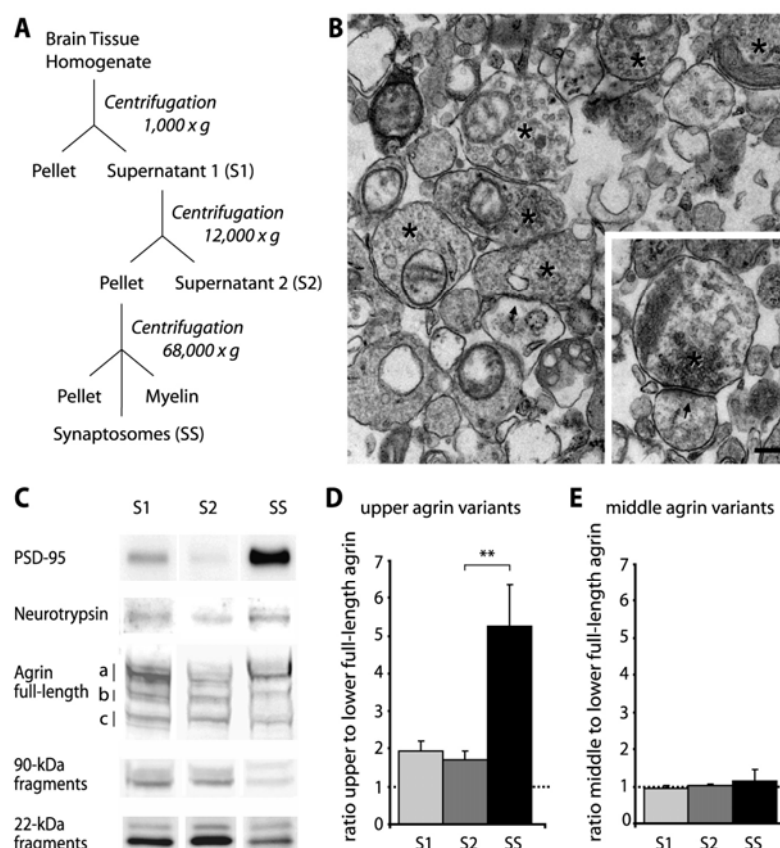 A
Brain Tissue
Homogenate
Centrifugation
1,000 x g
Pellet Supernatant 1 (S1)
Centrifugation
12,000 x g
Pellet Supernatant 2 (S2)
Centrifugation
68,000 x g
Pellet Myelin
Synaptosomes (SS)
B
*
*
*
*
*
*
*
C
S1 S2 SS
PSD-95
Neurotrypsin
Agrin
full-length
a
b
c
90-kDa
fragments
22-kDa
fragments
D upper agrin variants
ratio upper to lower full-length agrin
7
6
5
4
3
2
1
0
**
S1 S2 SS
E middle agrin variants
ratio middle to lower full-length agrin
7
6
5
4
3
2
1
0
S1 S2 SS